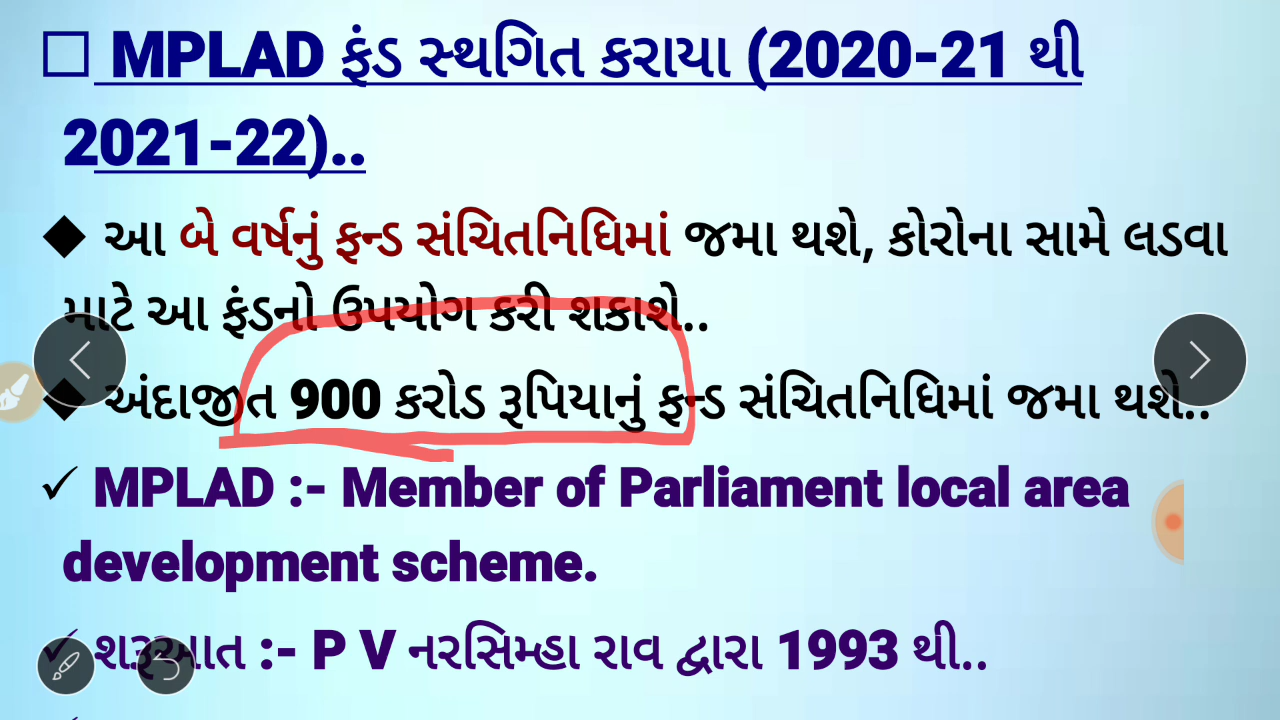 □ MPLAD ફંડ સ્થગિત કરાયા (2020-21 થી
2021-22)..
◆ આ બે વર્ષનું ફન્ડ સંચિતનિધિમાં જમા થશે, કોરોના સામે લડવા
માટે આ ફંડનો ઉપયોગ કરી શકાશે..
◆ અંદાજીત 900 કરોડ રૂપિયાનું ફન્ડ સંચિતનિધિમાં જમા થશે..
✓ MPLAD :- Member of Parliament local area
development scheme.
✓ શરૂઆત :- P V નરસિમ્હા રાવ દ્વારા 1993 થી..